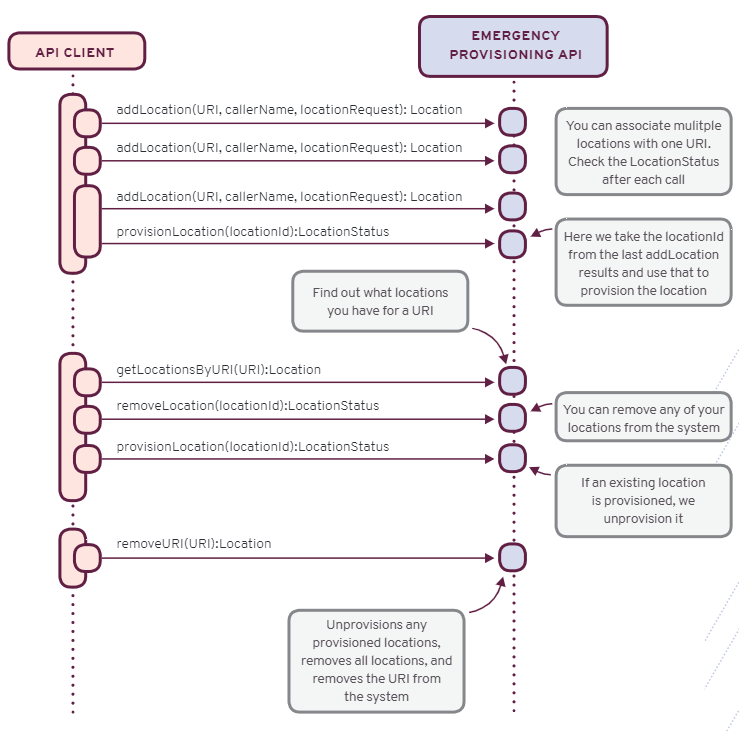 API CLIENT
EMERGENCY
PROVISIONING API
addLocation(URI, callerName, locationRequest): Location
addLocation(URI, callerName, locationRequest): Location
addLocation(URI, callerName, locationRequest): Location
provisionLocation(locationId):LocationStatus
You can associate mulitple
locations with one URI.
Check the LocationStatus
after each call
Here we take the locationId
from the last addLocation
results and use that to
provision the location
Find out what locations
you have for a URI
getLocationsByURI(URI):Location
removeLocation(locationId):LocationStatus
provisionLocation(locationId):LocationStatus
You can remove any of your
locations from the system
If an existing location
is provisioned, we
unprovision it
removeURI(URI):Location
Unprovisions any
provisioned locations,
removes all locations, and
removes the URI from
the system